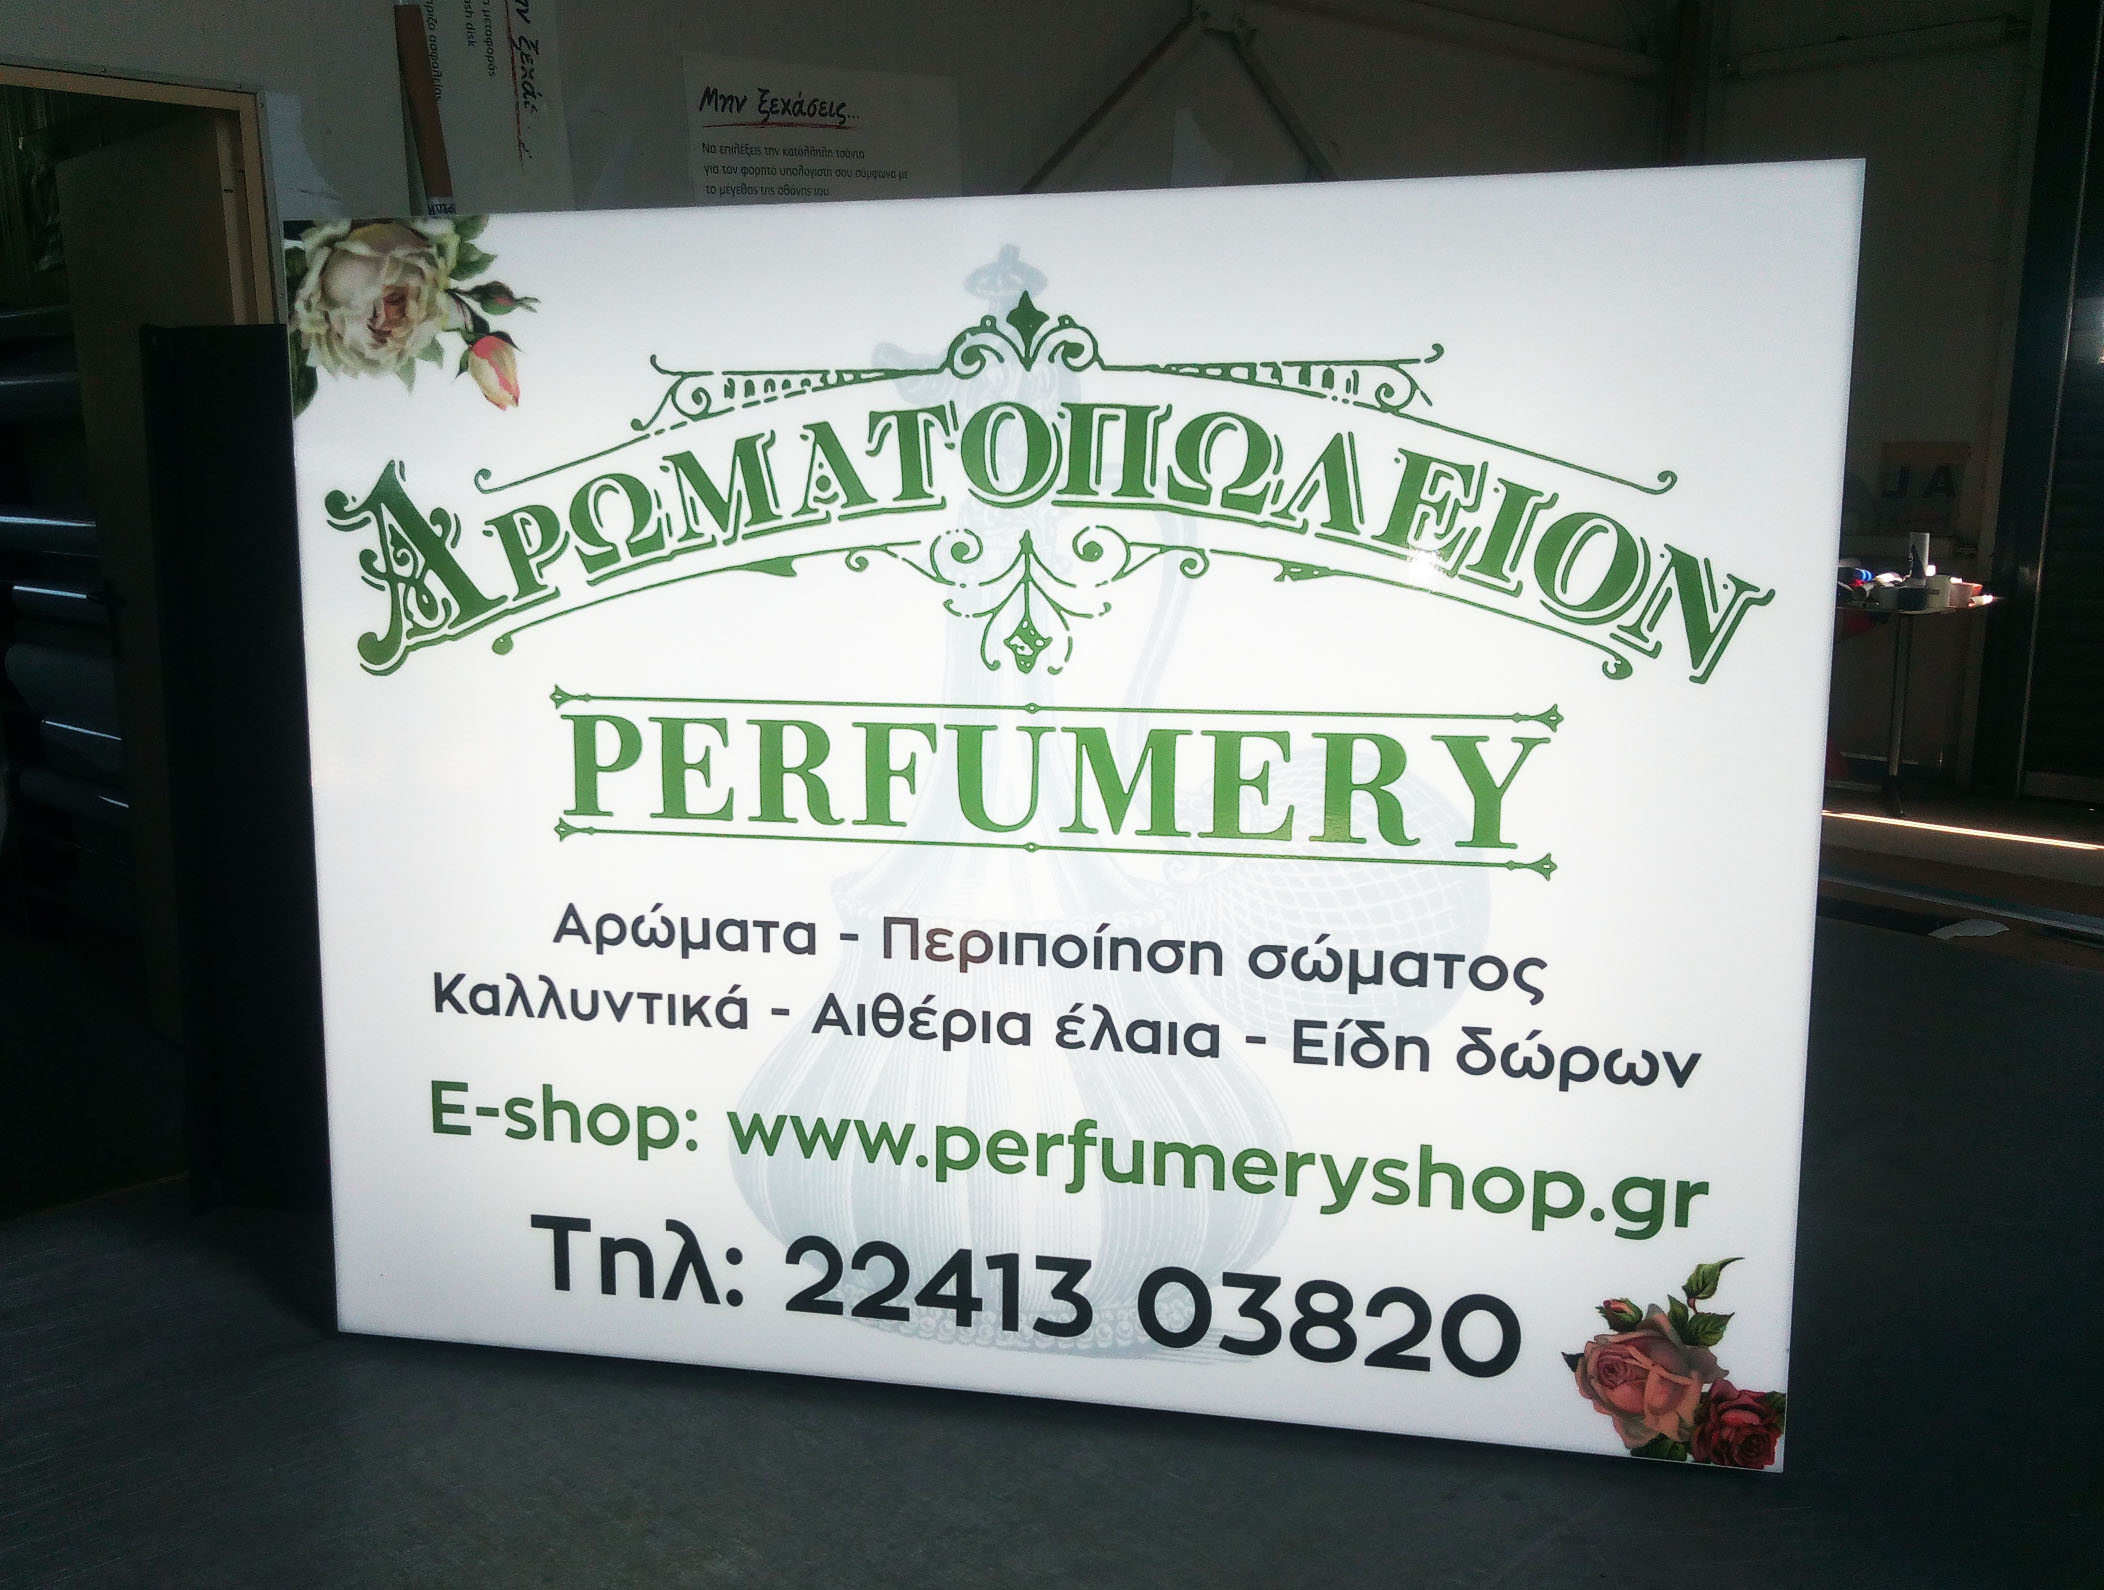 Μην ξεχάσεις...
Να επιλέξεις την κατάλληλη τσάντα
για τον φορητό υπολογιστή σου σύμφωνα με
το μέγεθος της οθόνης του.
ΑΡΩΜΑΤΟΠΩΛΕΙΟΝ
PERFUMERY
Αρώματα - Περιποίηση σώματος
Καλλυντικά - Αιθέρια έλαια - Είδη δώρων
E-shop: www.perfumeryshop.gr
Τηλ: 22413 03820